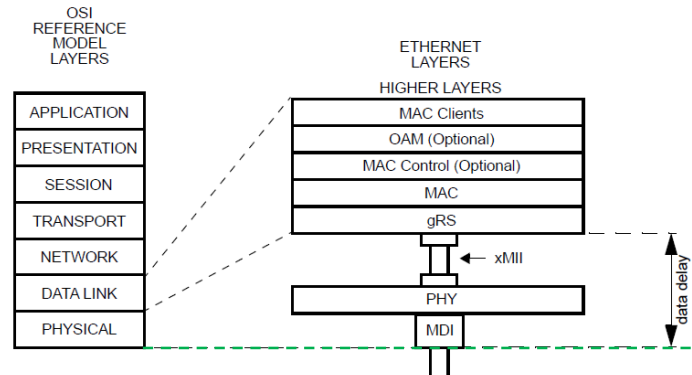 OSI
REFERENCE
MODEL
LAYERS
APPLICATION
PRESENTATION
SESSION
TRANSPORT
NETWORK
DATA LINK
PHYSICAL
ETHERNET
LAYERS
HIGHER LAYERS
MAC Clients
OAM (Optional)
MAC Control (Optional)
MAC
gRS
xMII
PHY
MDI
data delay